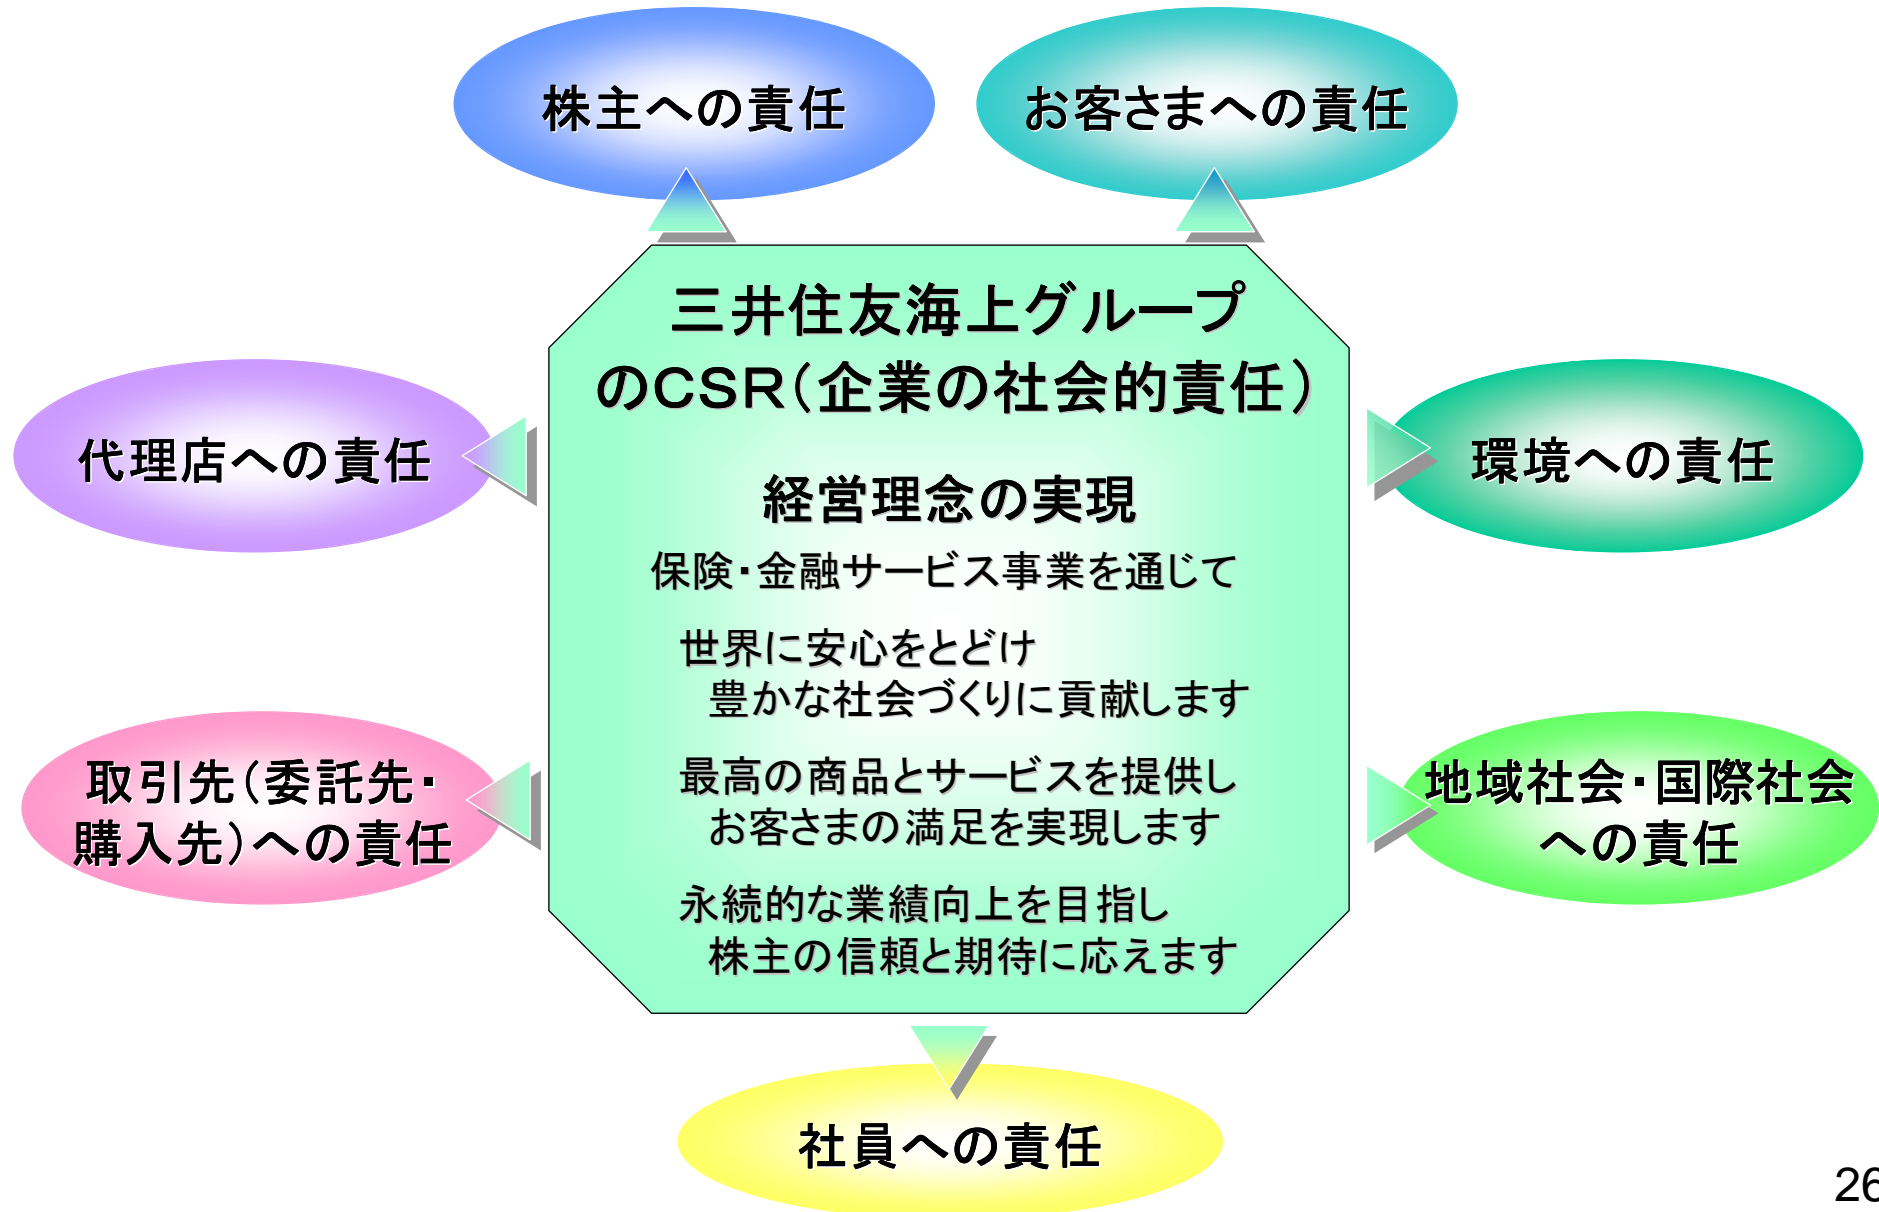 株主への責任
お客さまへの責任
三井住友海上グループ
のCSR(企業の社会的責任)
代理店への責任
環境への責任
経営理念の実現
保険・金融サービス事業を通じて
世界に安心をとどけ
豊かな社会づくりに貢献します
取引先(委託先・
購入先)への責任
地域社会・国際社会
への責任
最高の商品とサービスを提供し
お客さまの満足を実現します
永続的な業績向上を目指し
株主の信頼と期待に応えます
社員への責任
26